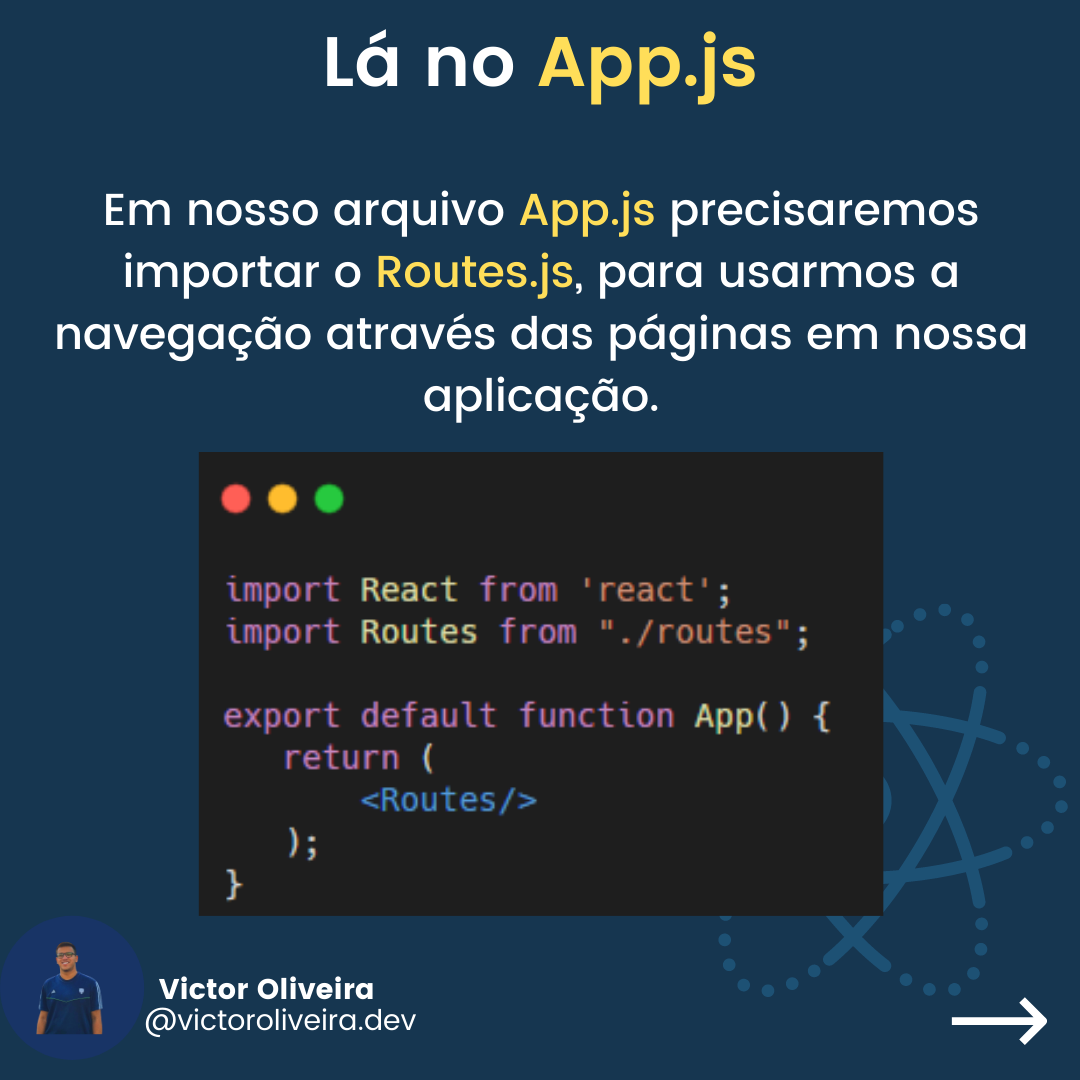 Lá no App.js
Em nosso arquivo App.js precisaremos
importar o Routes.js, para usarmos a
navegação através das páginas em nossa
aplicação.
import React from 'react';
import Routes from "./routes";
export default function App() {
return (
<Routes/>
);
}
Victor Oliveira
@victoroliveira.dev